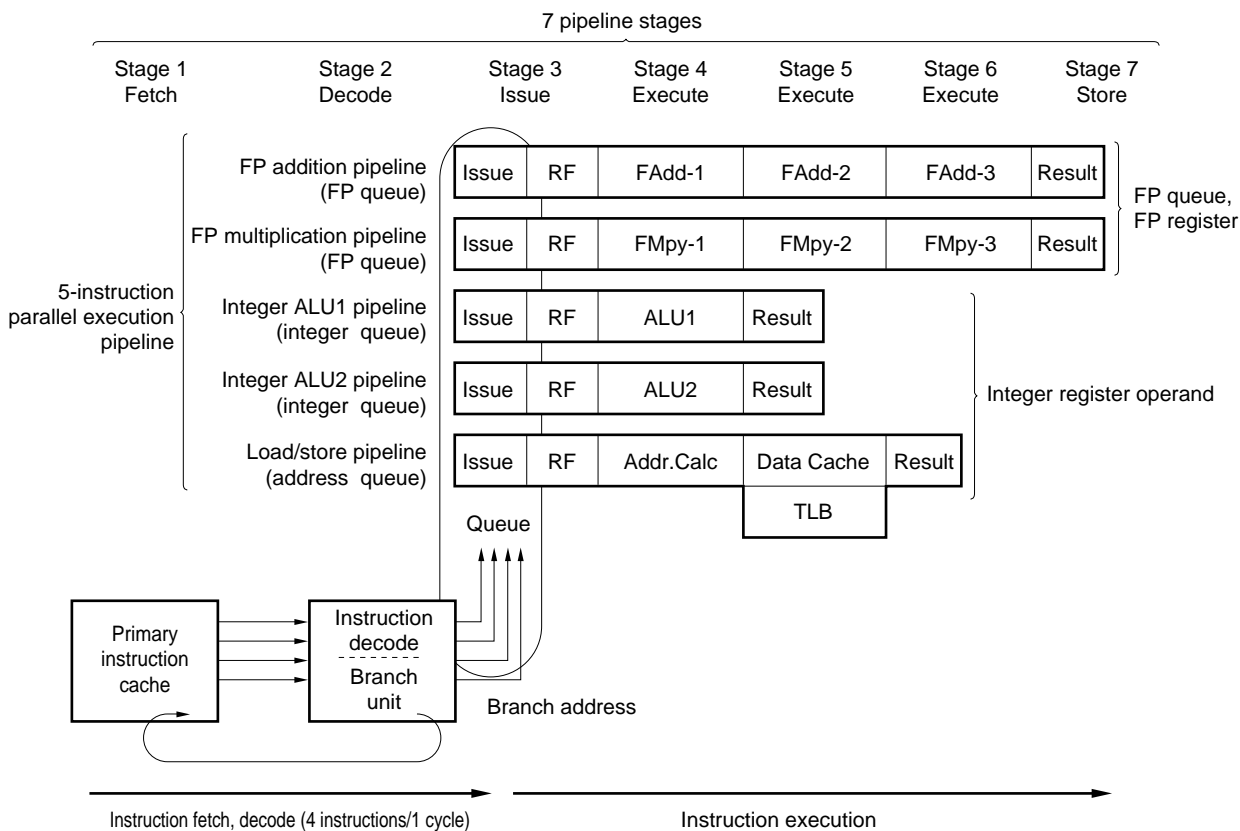 7 pipeline stages
Stage 1
Fetch
Stage 2
Decode
Stage 3
Issue
Stage 4
Execute
Stage 5
Execute
Stage 6
Execute
Stage 7
Store
5-instruction
parallel execution
pipeline
FP addition pipeline
(FP queue)
Issue RF FAdd-1 FAdd-2 FAdd-3 Result
FP multiplication pipeline
(FP queue)
Issue RF FMpy-1 FMpy-2 FMpy-3 Result
FP queue,
FP register
Integer ALU1 pipeline
(integer queue)
Issue RF ALU1 Result
Integer ALU2 pipeline
(integer queue)
Issue RF ALU2 Result
Load/store pipeline
(address queue)
Issue RF Addr.Calc Data Cache Result
TLB
Integer register operand
Queue
Primary
instruction
cache
Instruction
decode
Branch
unit
Branch address
Instruction fetch, decode (4 instructions/1 cycle)
Instruction execution